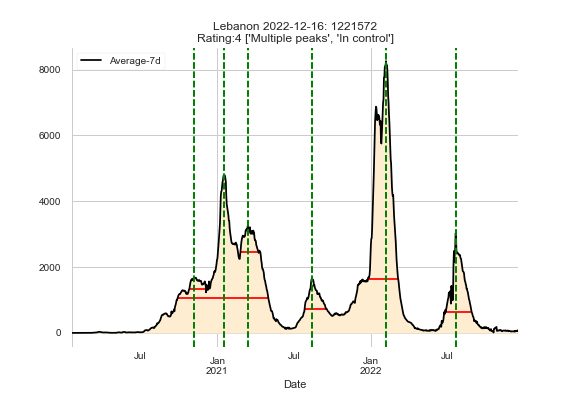 Lebanon 2022-12-16: 1221572
Rating:4 ['Multiple peaks', 'In control']
Average-7d
8000
6000
4000
2000
0
Jul
Jan
2021
Jul
Jan
2022
Jul
Date